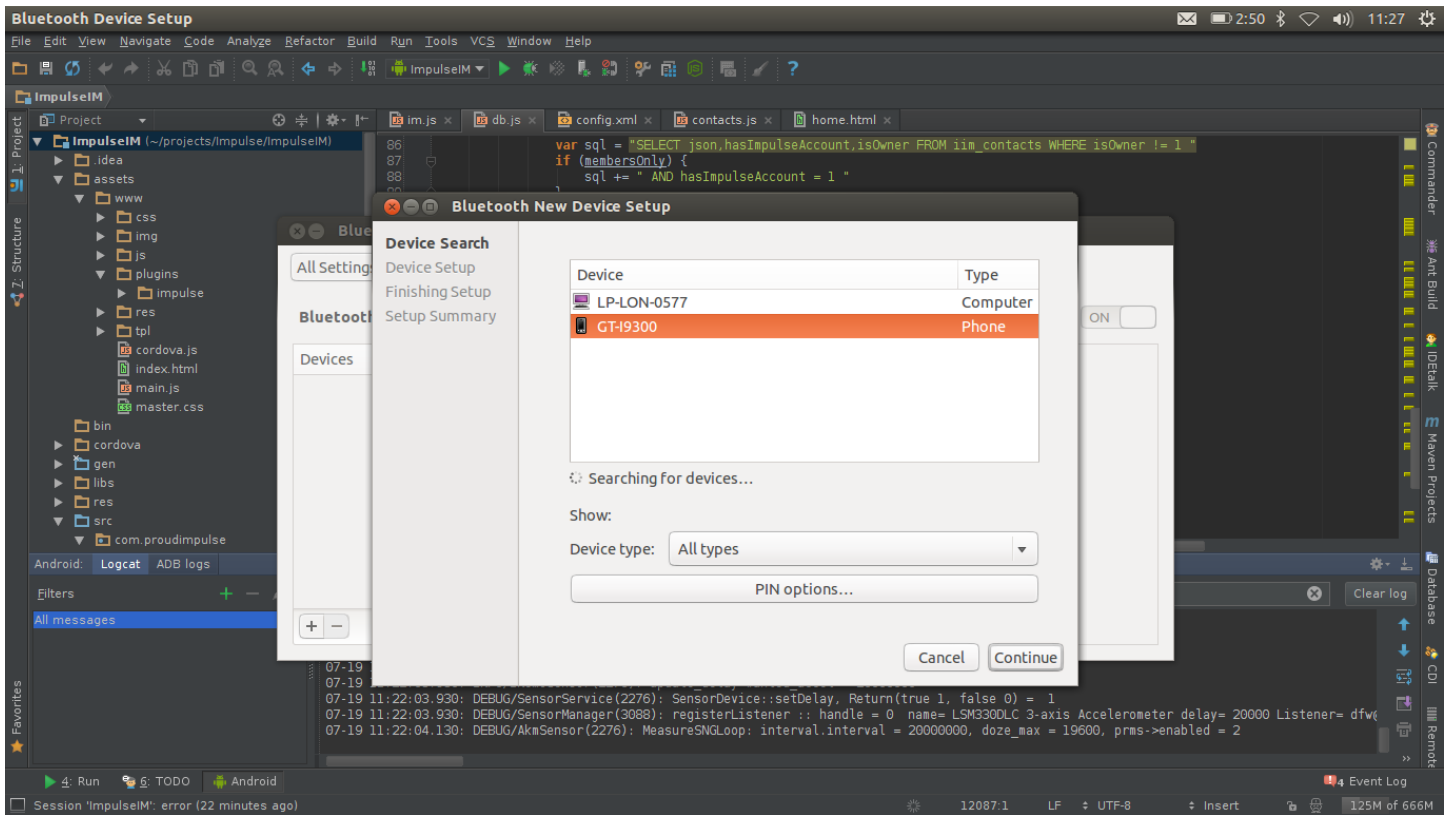 Bluetooth Device Setup
2:50 11:27
File Edit View Navigate Code Analyze Refactor Build Run Tools VCS Window Help
ImpulseIM ?
ImpulseIM
1: Project
7: Structure
Favorites
Project
ImpulseIM (~/projects/Impulse/ImpulseIM)
.idea
assets
www
css
img
js
plugins
impulse
res
tpl
cordova.js
index.html
main.js
master.css
bin
cordova
gen
libs
res
src
com.proudimpulse
im.js db.js config.xml contacts.js home.html
86 var sql = "SELECT json,hasImpulseAccount,isOwner FROM iim_contacts WHERE isOwner != 1 "
87 if (membersOnly) {
88 sql += " AND hasImpulseAccount = 1 "
Blue
All Setting
Bluetooth
ON
Devices
+ −
Bluetooth New Device Setup
Device Search
Device Setup
Finishing Setup
Setup Summary
Device Type
LP-LON-0577 Computer
GT-I9300 Phone
Searching for devices...
Show:
Device type: All types
PIN options...
Cancel Continue
Commander
Ant Build
IDEtalk
m Maven Projects
Database
CDI
Remote
Android: Logcat ADB logs
Filters
Clear log
All messages
07-19
07-19
07-19 11:22:03.930: DEBUG/SensorService(2276): SensorDevice::setDelay, Return(true 1, false 0) = 1
07-19 11:22:03.930: DEBUG/SensorManager(3088): registerListener :: handle = 0 name= LSM330DLC 3-axis Accelerometer delay= 20000 Listener= dfw@
07-19 11:22:04.130: DEBUG/AkmSensor(2276): MeasureSNGLoop: interval.interval = 20000000, doze_max = 19600, prms->enabled = 2
4: Run 6: TODO Android 4 Event Log
Session 'ImpulseIM': error (22 minutes ago) 12087:1 LF UTF-8 Insert 125M of 666M